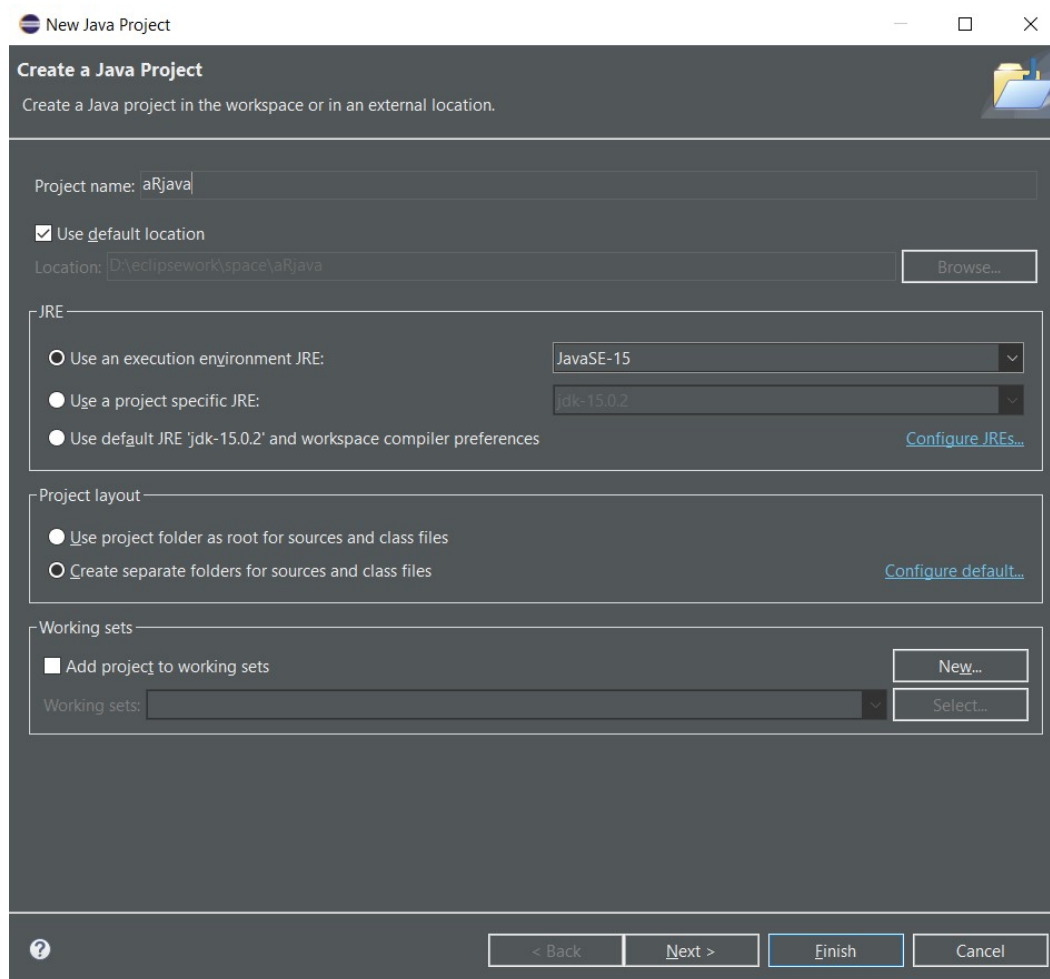 New Java Project
Create a Java Project
Create a Java project in the workspace or in an external location.
Project name: aRjava
Use default location
Location: D:\eclipsework\space\aRjava Browse...
JRE
Use an execution environment JRE: JavaSE-15
Use a project specific JRE: jdk-15.0.2
Use default JRE 'jdk-15.0.2' and workspace compiler preferences Configure JREs...
Project layout
Use project folder as root for sources and class files
Create separate folders for sources and class files Configure default...
Working sets
Add project to working sets New...
Working sets: Select...
? < Back Next > Finish Cancel